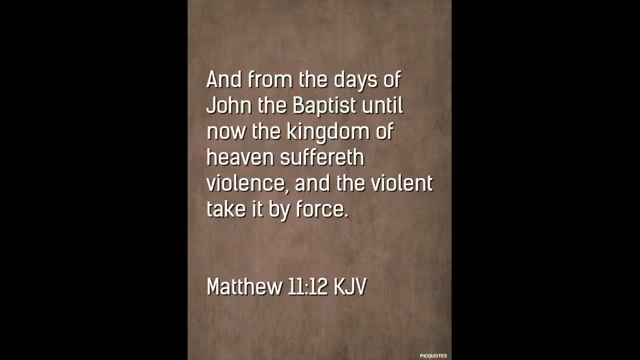 And from the days of
John the Baptist until
now the kingdom of
heaven suffereth
violence, and the violent
take it by force.
Matthew 11:12 KJV
PICQUOTES